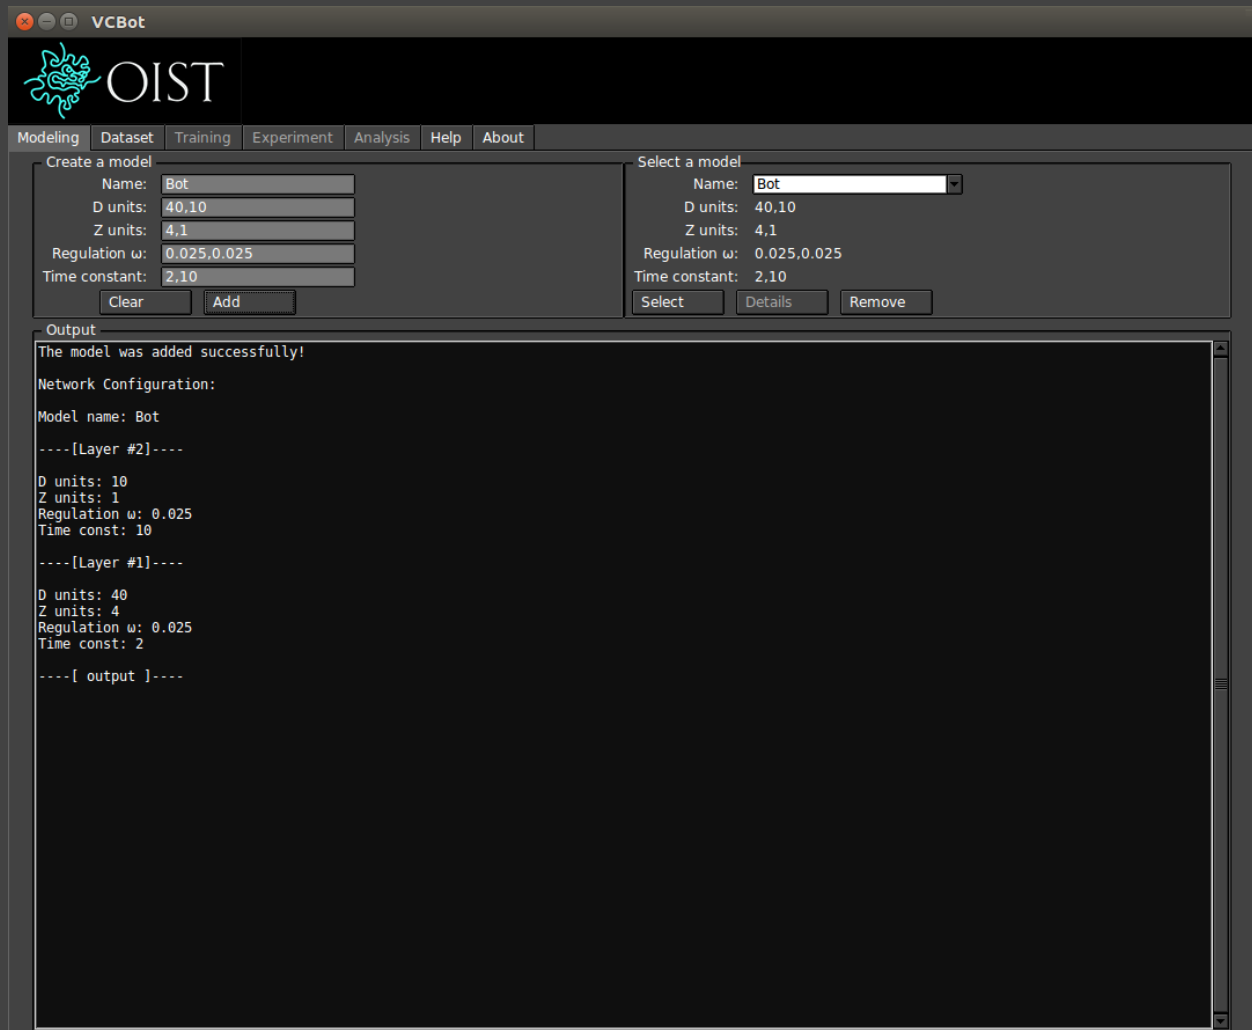 VCBot
OIST
Modeling Dataset Training Experiment Analysis Help About
Create a model
Name: Bot
D units: 40,10
Z units: 4,1
Regulation ω: 0.025,0.025
Time constant: 2,10
Clear Add
Select a model
Name: Bot
D units: 40,10
Z units: 4,1
Regulation ω: 0.025,0.025
Time constant: 2,10
Select Details Remove
Output
The model was added successfully!
Network Configuration:
Model name: Bot
----[Layer #2]----
D units: 10
Z units: 1
Regulation ω: 0.025
Time const: 10
----[Layer #1]----
D units: 40
Z units: 4
Regulation ω: 0.025
Time const: 2
----[ output ]----